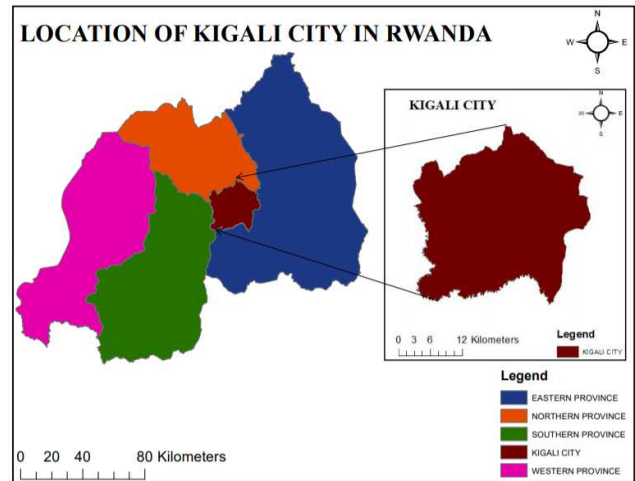 LOCATION OF KIGALI CITY IN RWANDA
N
W E
S
KIGALI CITY
N
W E
S
0 3 6 12 Kilometers
Legend
KIGALI CITY
Legend
EASTERN PROVINCE
NORTHERN PROVINCE
SOUTHERN PROVINCE
KIGALI CITY
WESTERN PROVINCE
0 20 40 80 Kilometers